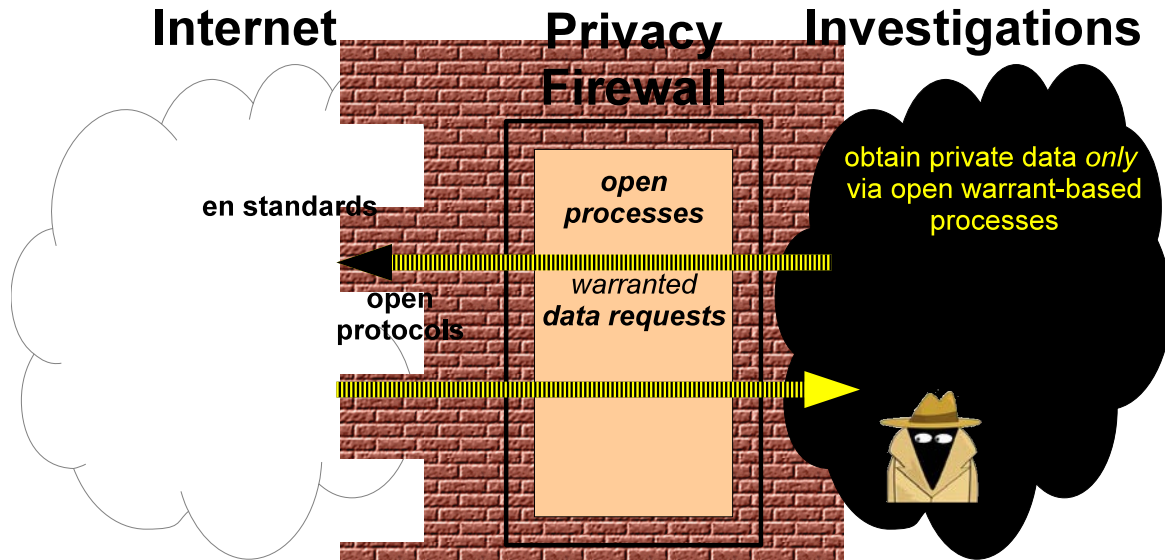 Internet
Privacy
Firewall
Investigations
en standards
open
protocols
open
processes
warranted
data requests
obtain private data only
via open warrant-based
processes